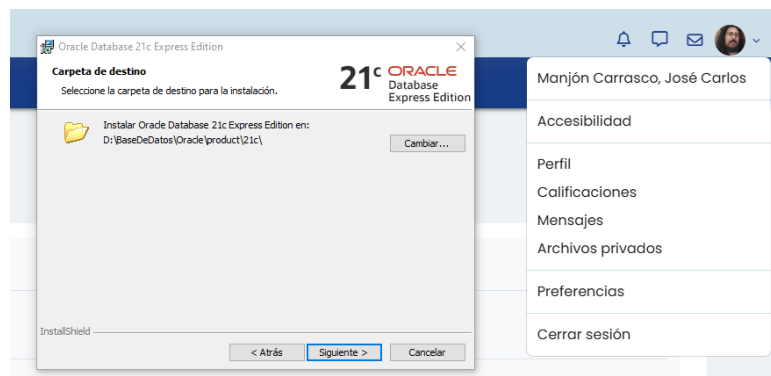 Oracle Database 21c Express Edition
Carpeta de destino
Seleccione la carpeta de destino para la instalación.
21c ORACLE
Database
Express Edition
Instalar Oracle Database 21c Express Edition en:
D:\BaseDeDatos\Oracle\product\21c\
Cambiar...
InstallShield
< Atrás
Siguiente >
Cancelar
Manjón Carrasco, José Carlos
Accesibilidad
Perfil
Calificaciones
Mensajes
Archivos privados
Preferencias
Cerrar sesión